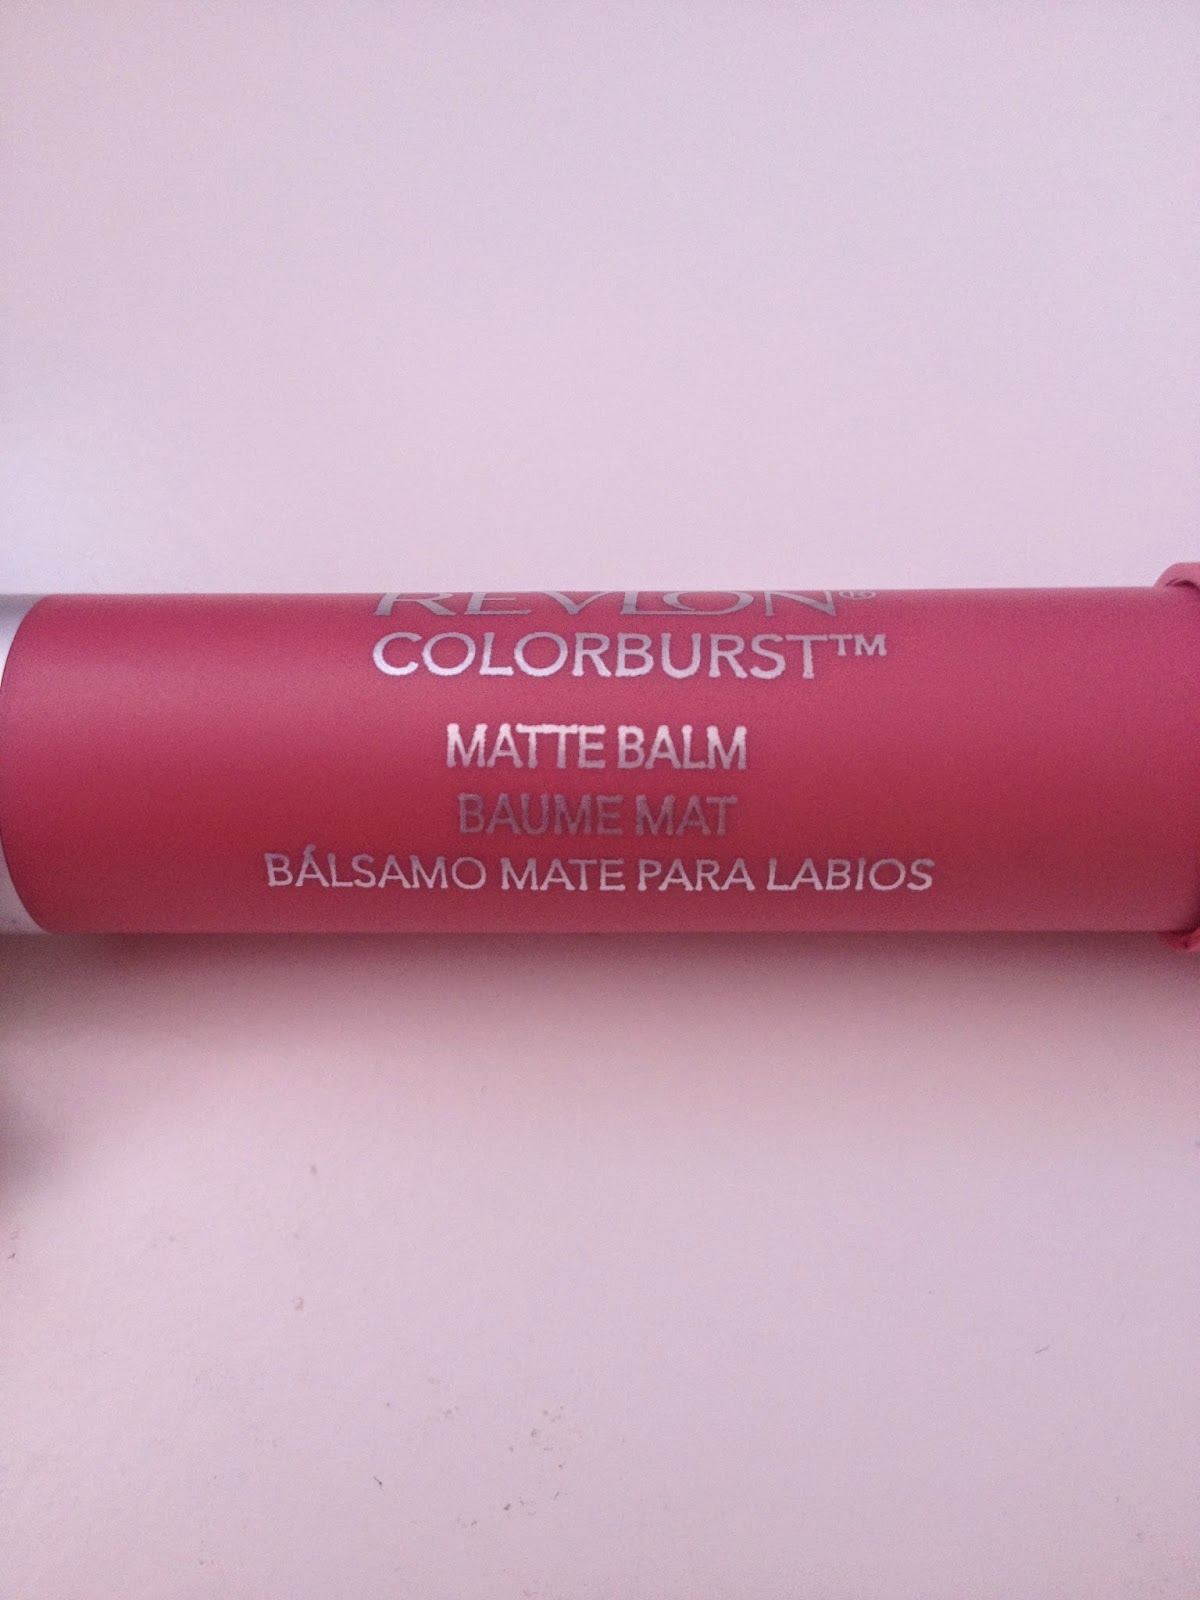 REVLON®
COLORBURST™
MATTE BALM
BAUME MAT
BÁLSAMO MATE PARA LABIOS